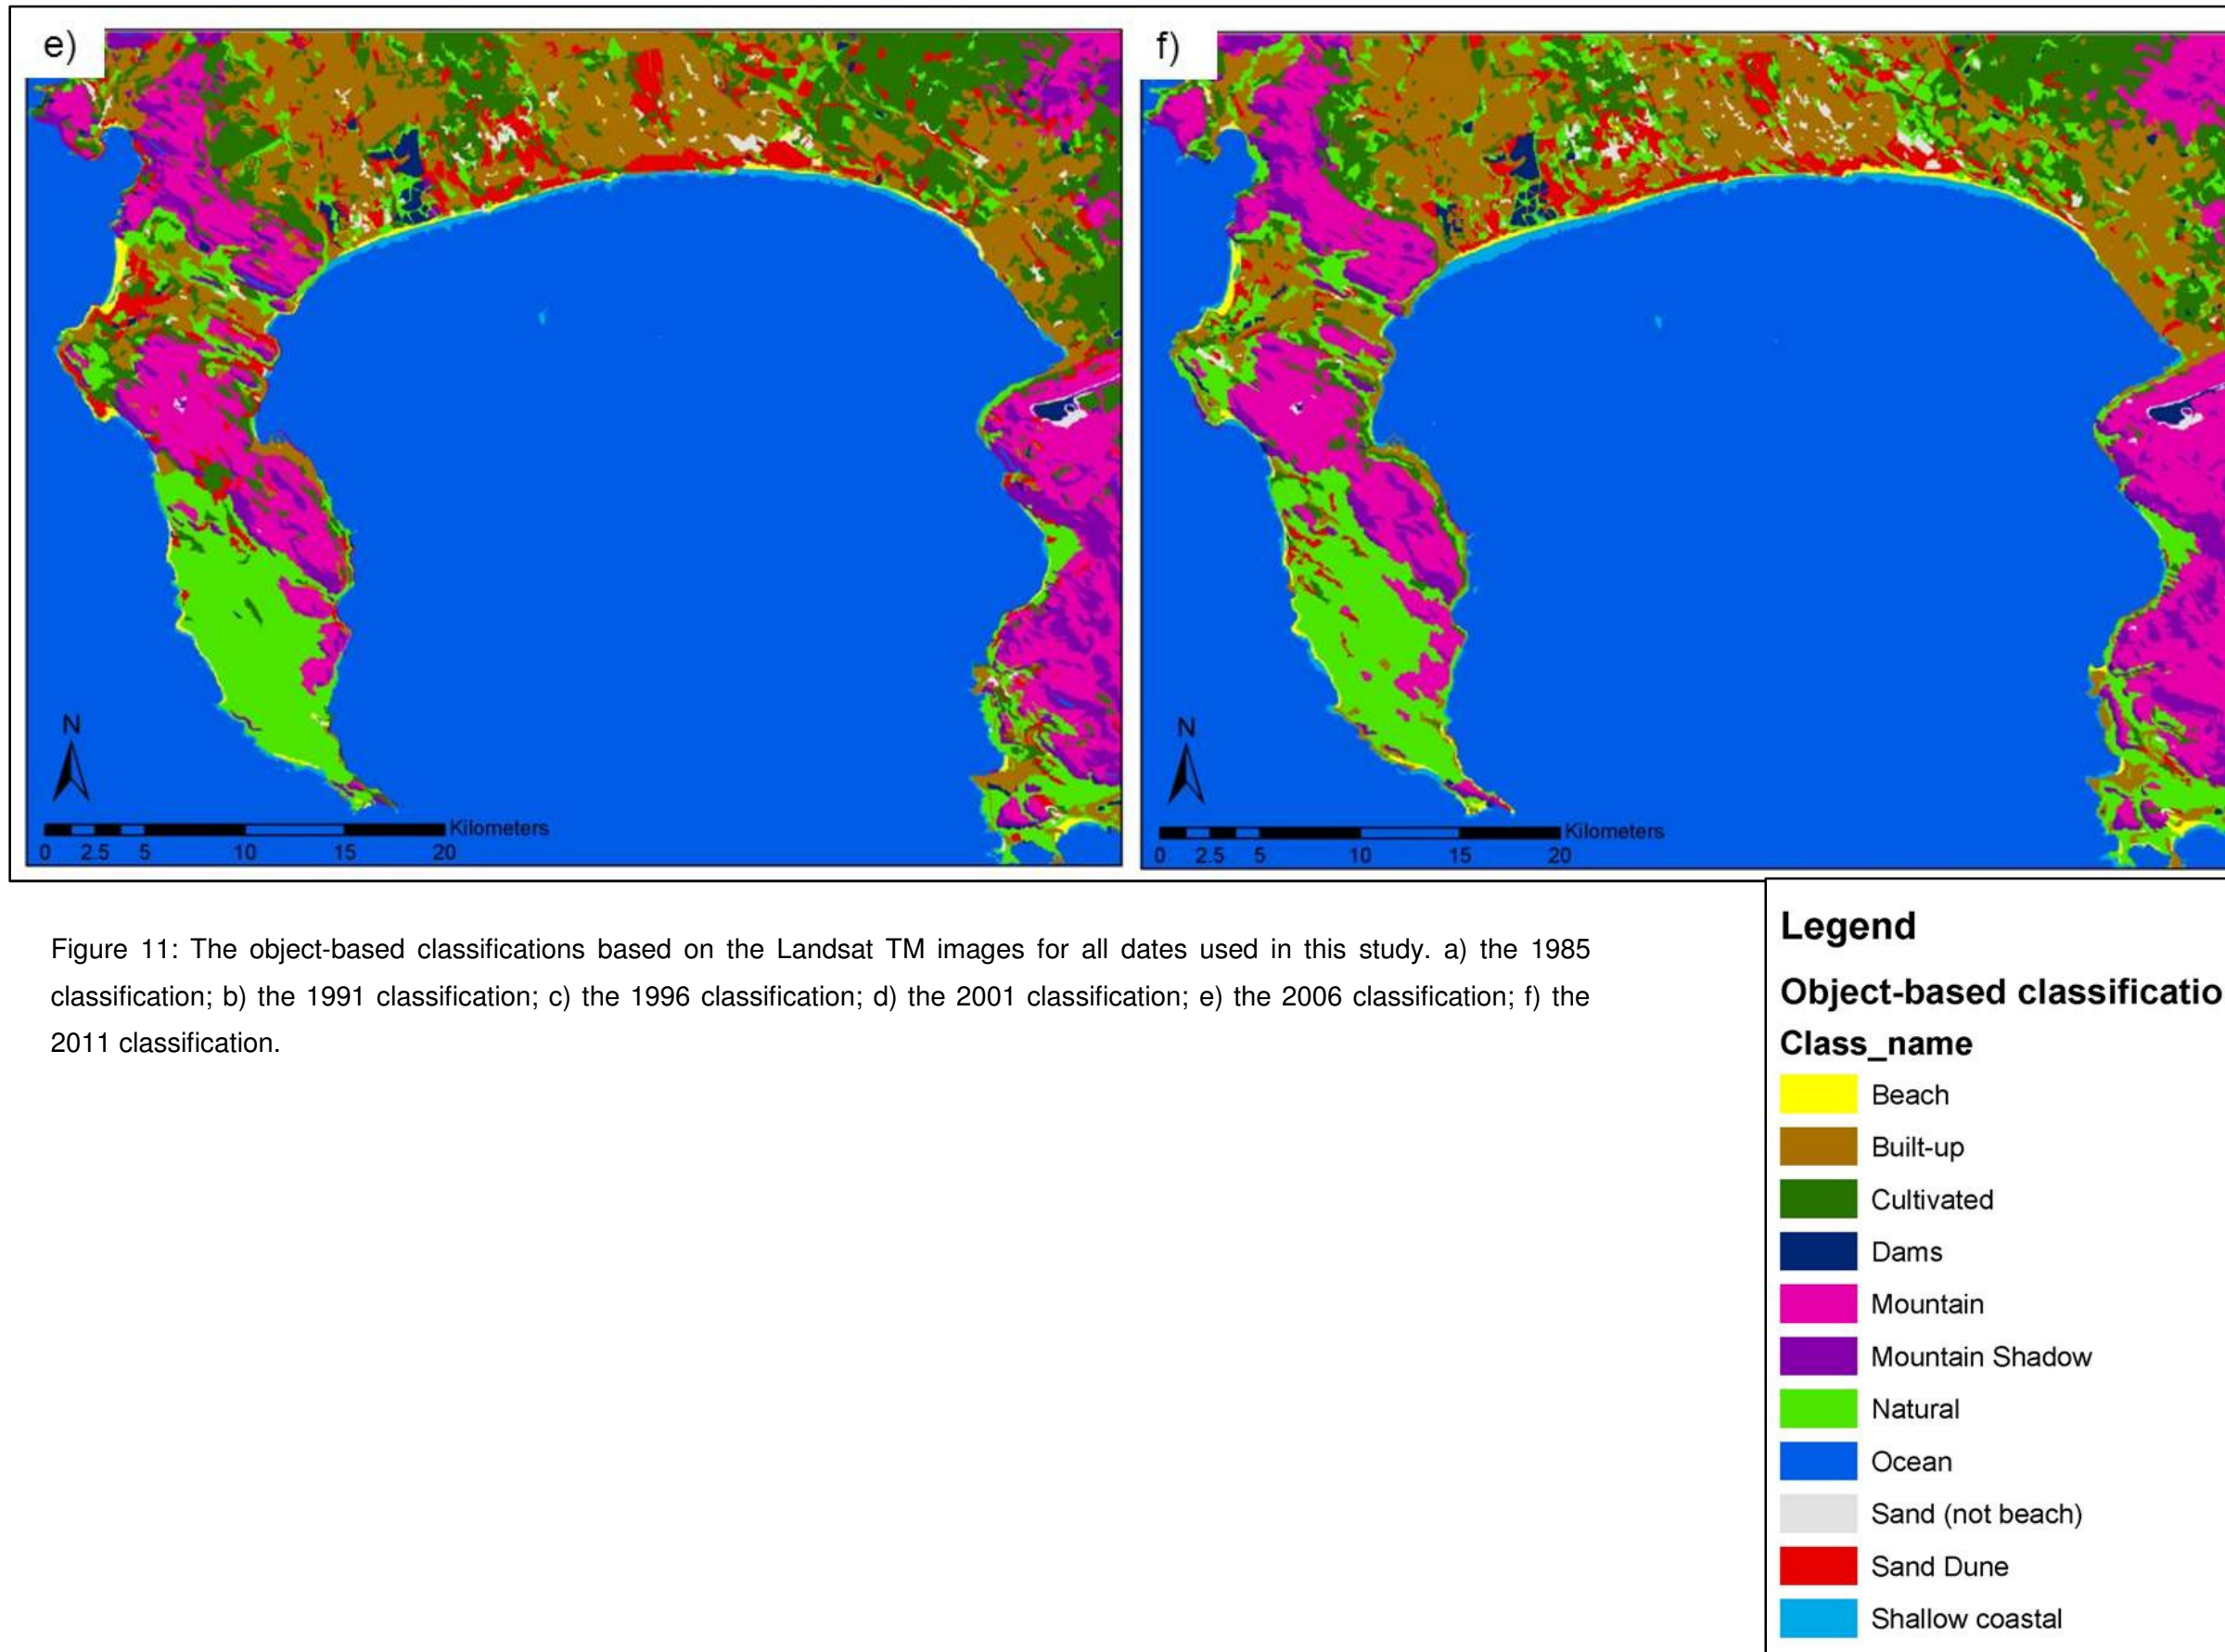 e)
f)
N
N
Kilometers
0 2.5 5 10 15 20
Kilometers
0 2.5 5 10 15 20
Figure 11: The object-based classifications based on the Landsat TM images for all dates used in this study. a) the 1985
classification; b) the 1991 classification; c) the 1996 classification; d) the 2001 classification; e) the 2006 classification; f) the
2011 classification.
Legend
Object-based classificatio
Class_name
Beach
Built-up
Cultivated
Dams
Mountain
Mountain Shadow
Natural
Ocean
Sand (not beach)
Sand Dune
Shallow coastal